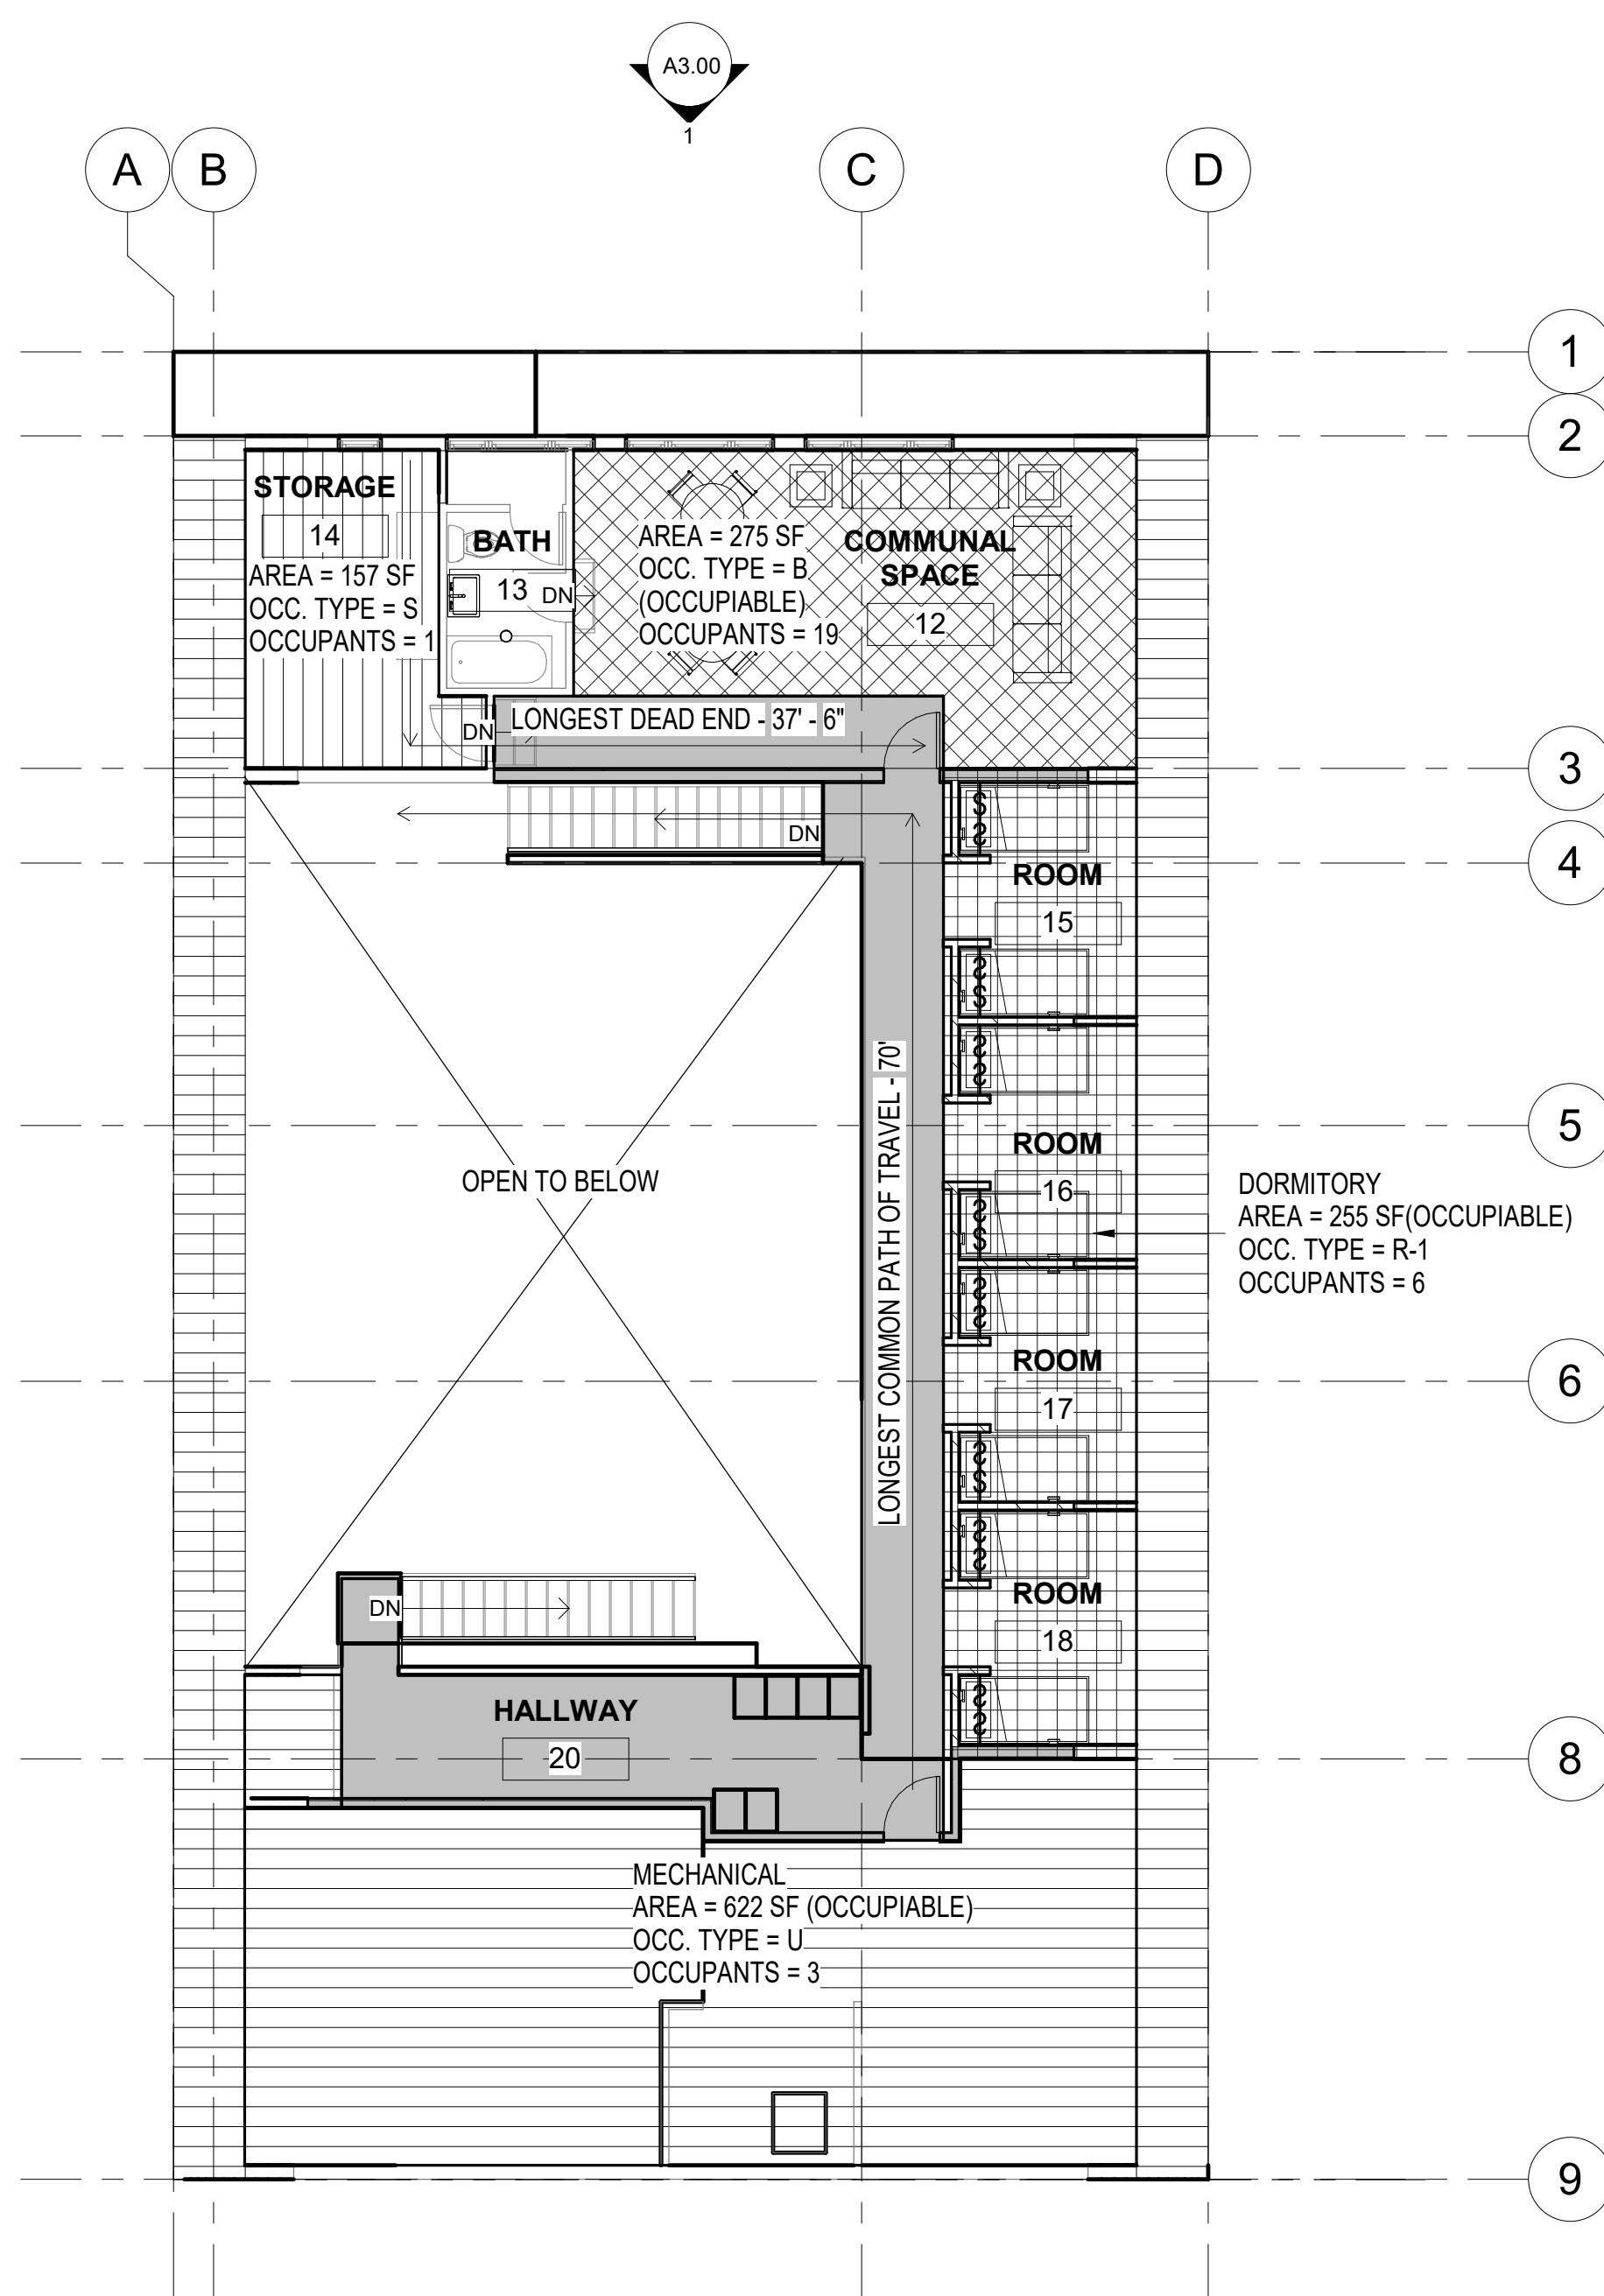 A3.00
1
A
B
C
D
1
2
STORAGE
14
AREA = 157 SF
OCC. TYPE = S
OCCUPANTS = 1
BATH
13
DN
AREA = 275 SF
OCC. TYPE = B
(OCCUPIABLE)
OCCUPANTS = 19
COMMUNAL
SPACE
12
DN
LONGEST DEAD END - 37' - 6"
3
DN
4
ROOM
15
LONGEST COMMON PATH OF TRAVEL - 70'
5
ROOM
16
OPEN TO BELOW
DORMITORY
AREA = 255 SF(OCCUPIABLE)
OCC. TYPE = R-1
OCCUPANTS = 6
6
ROOM
17
ROOM
18
DN
HALLWAY
20
8
MECHANICAL
AREA = 622 SF (OCCUPIABLE)
OCC. TYPE = U
OCCUPANTS = 3
9